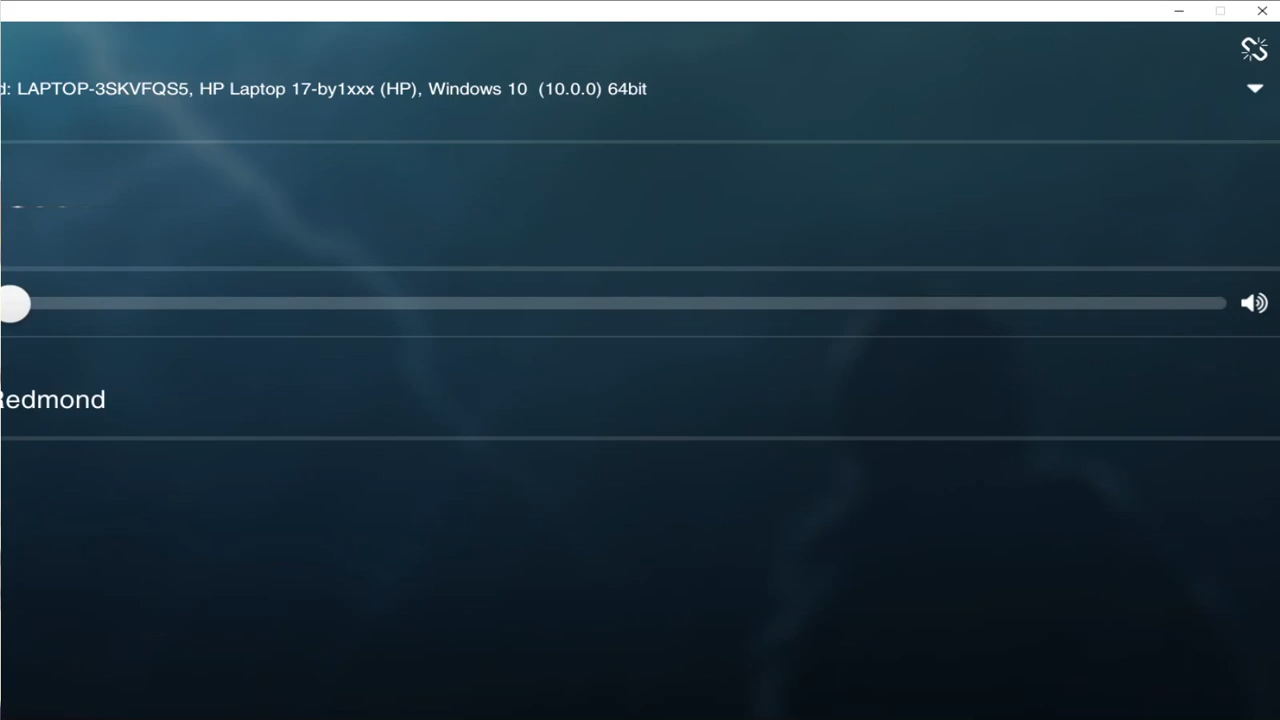 d: LAPTOP-3SKVFQS5, HP Laptop 17-by1xxx (HP), Windows 10 (10.0.0) 64bit
Redmond